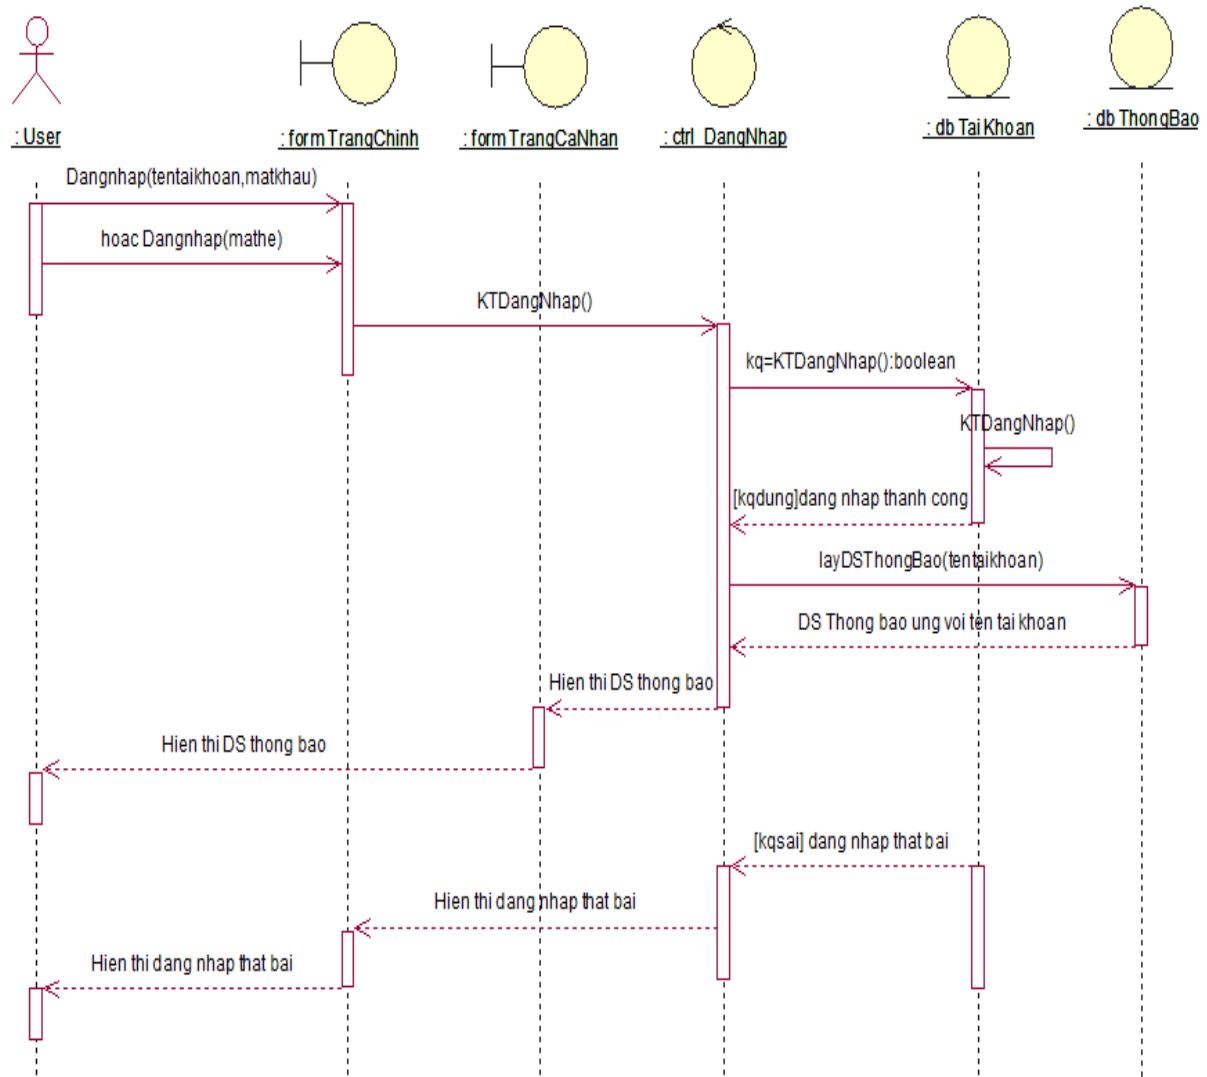 : User
: form TrangChinh
: form TrangCaNhan
: ctrl_DangNhap
: db TaiKhoan
: db ThongBao
Dangnhap(tentaikhoan,matkhau)
hoac Dangnhap(mathe)
KTDangNhap()
kq=KTDangNhap():boolean
KTDangNhap()
[kqdung]dang nhap thanh cong
layDSThongBao(tentaikhoan)
DS Thong bao ung voi ten tai khoan
Hien thi DS thong bao
Hien thi DS thong bao
[kqsai] dang nhap that bai
Hien thi dang nhap that bai
Hien thi dang nhap that bai